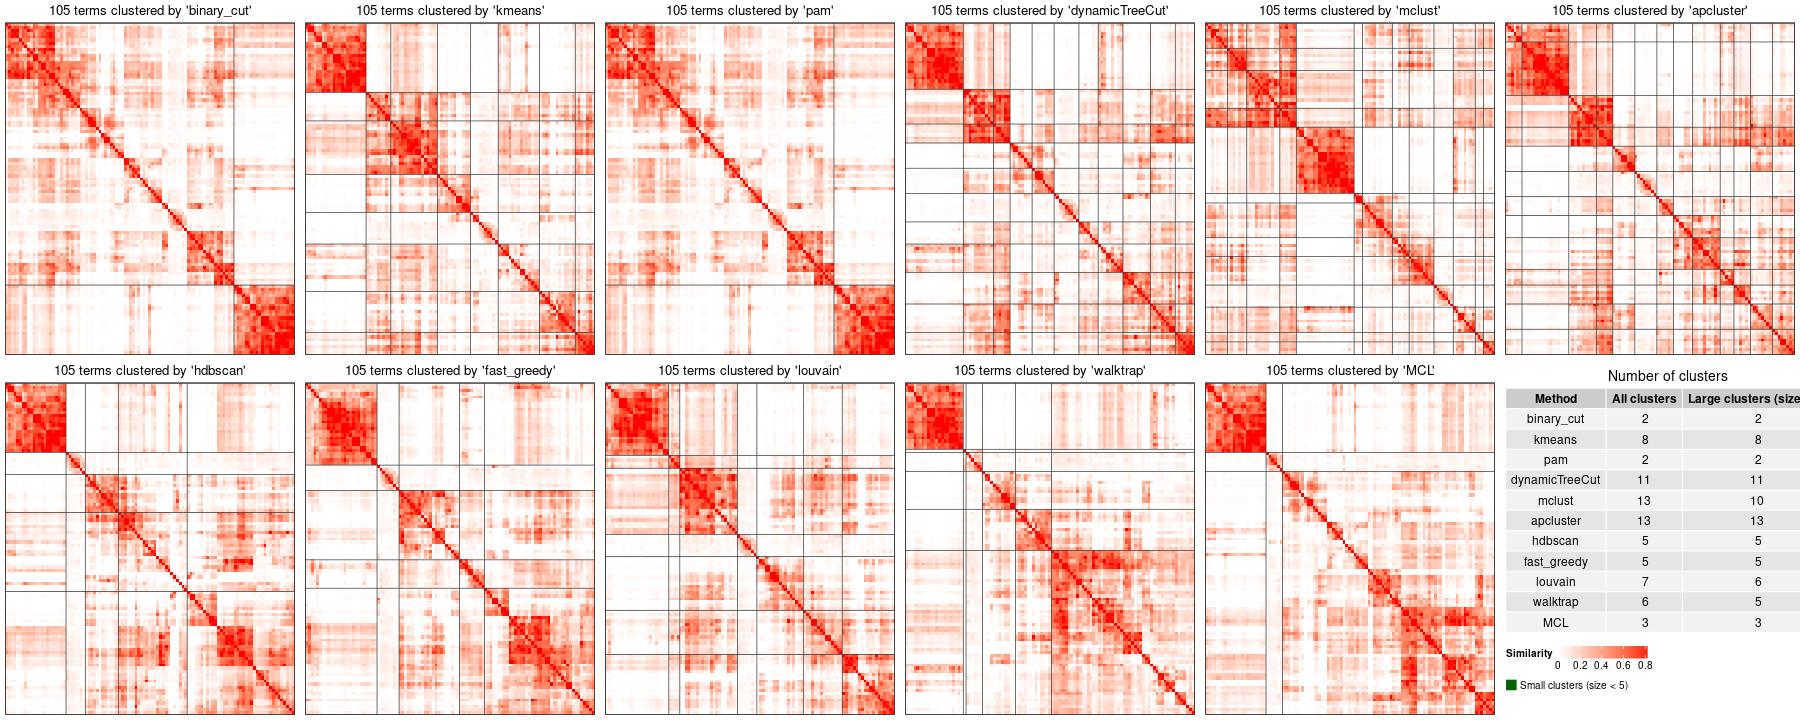 105 terms clustered by 'binary_cut'
105 terms clustered by 'kmeans'
105 terms clustered by 'pam'
105 terms clustered by 'dynamicTreeCut'
105 terms clustered by 'mclust'
105 terms clustered by 'apcluster'
105 terms clustered by 'hdbscan'
105 terms clustered by 'fast_greedy'
105 terms clustered by 'louvain'
105 terms clustered by 'walktrap'
105 terms clustered by 'MCL'
Number of clusters
Method All clusters Large clusters (size
binary_cut 2 2
kmeans 8 8
pam 2 2
dynamicTreeCut 11 11
mclust 13 10
apcluster 13 13
hdbscan 5 5
fast_greedy 5 5
louvain 7 6
walktrap 6 5
MCL 3 3
Similarity
0 0.2 0.4 0.6 0.8
Small clusters (size < 5)